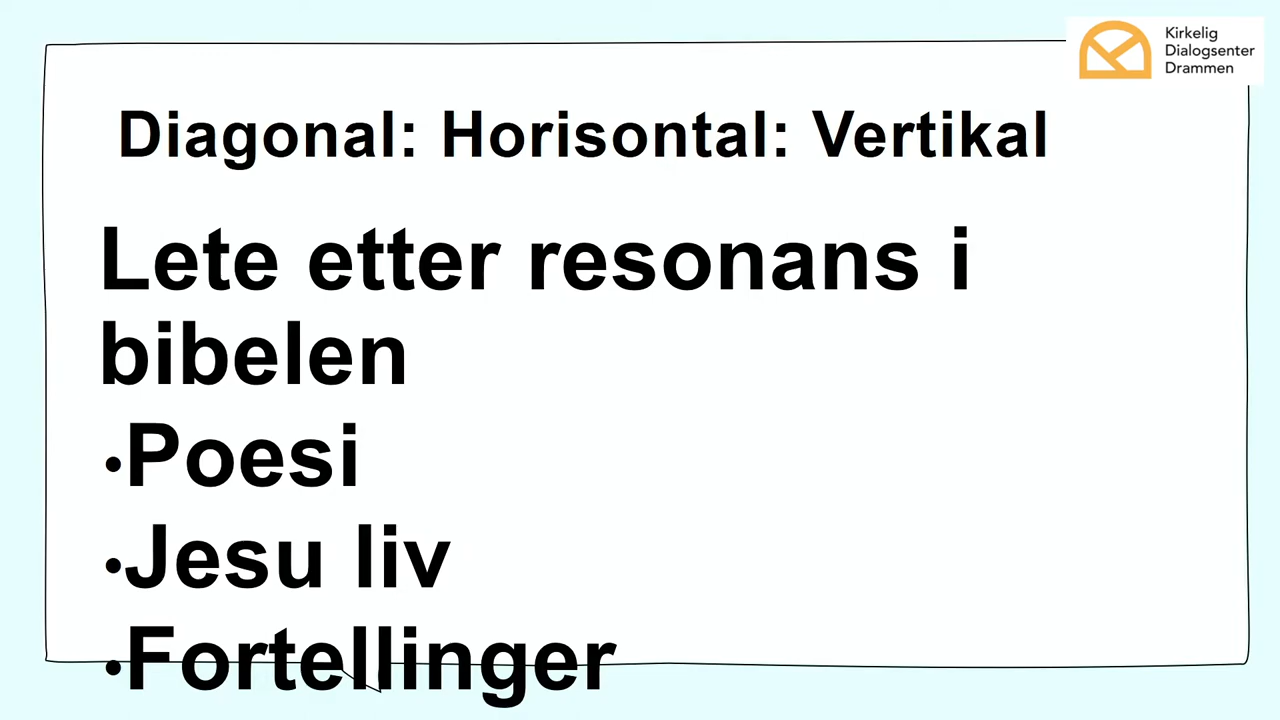 Kirkelig
Dialogsenter
Drammen
Diagonal: Horisontal: Vertikal
Lete etter resonans i
bibelen
•Poesi
•Jesu liv
•Fortellinger